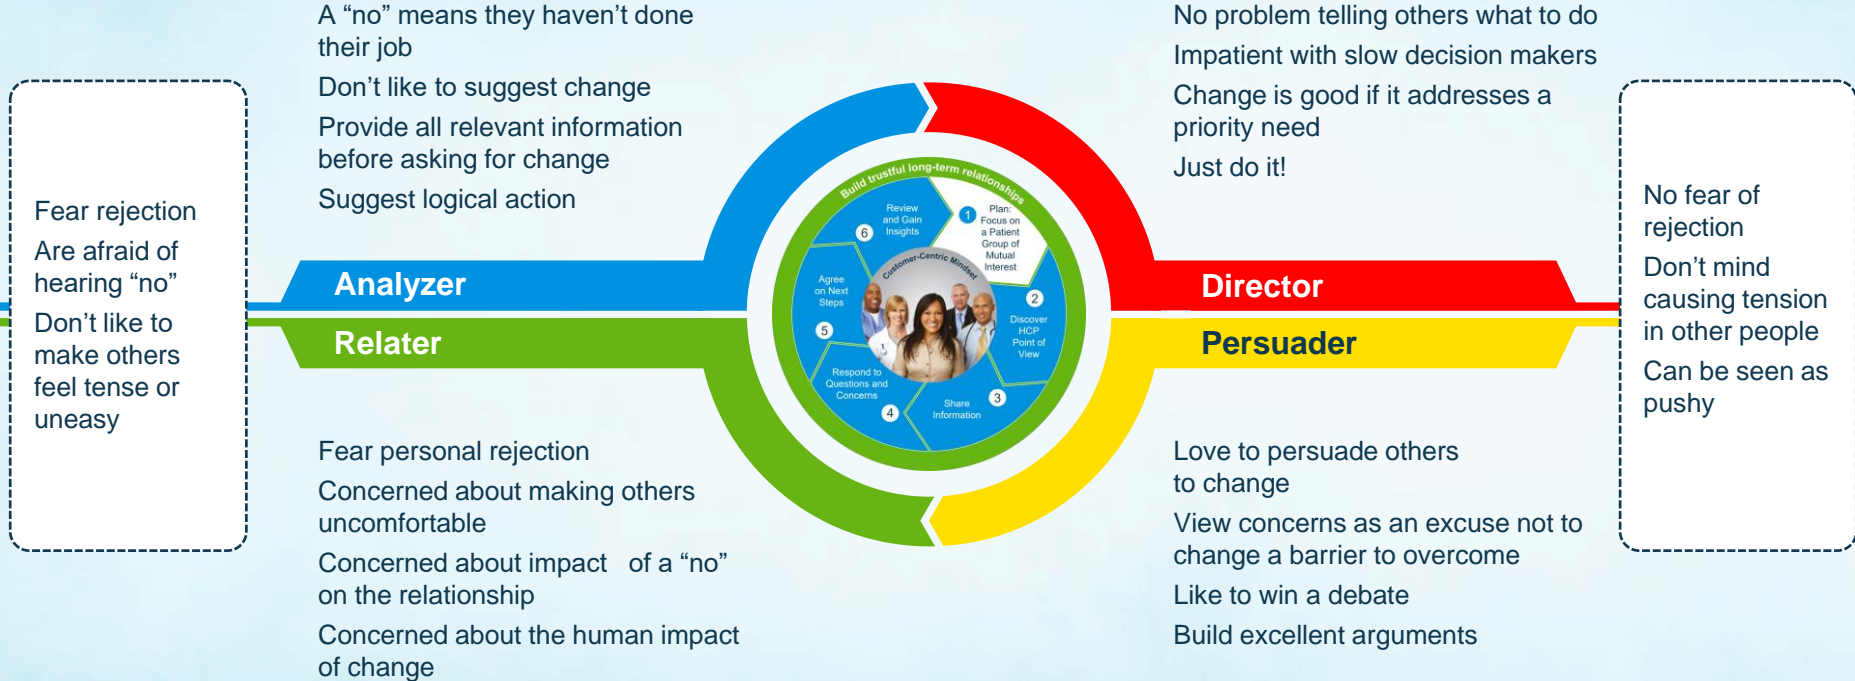 A “no” means they haven’t done
their job
Don’t like to suggest change
Provide all relevant information
before asking for change
Suggest logical action
No problem telling others what to do
Impatient with slow decision makers
Change is good if it addresses a
priority need
Just do it!
Fear rejection
Are afraid of
hearing “no”
Don’t like to
make others
feel tense or
uneasy
Analyzer
Relater
Build trustful long-term relationships
1
Plan:
Focus on
a Patient
Group of
Mutual
Interest
2
Discover
HCP
Point of
View
3
Share
Information
4
Respond to
Questions and
Concerns
5
Agree
on Next
Steps
6
Review
and Gain
Insights
Customer-Centric Mindset
Director
Persuader
No fear of
rejection
Don’t mind
causing tension
in other people
Can be seen as
pushy
Fear personal rejection
Concerned about making others
uncomfortable
Concerned about impact of a “no”
on the relationship
Concerned about the human impact
of change
Love to persuade others
to change
View concerns as an excuse not to
change a barrier to overcome
Like to win a debate
Build excellent arguments